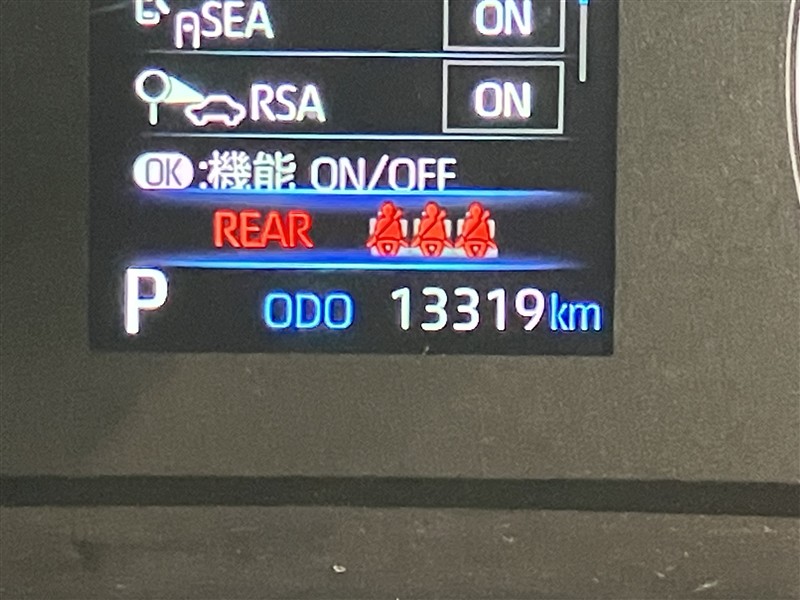 SEA ON
RSA ON
OK :機能 ON/OFF
REAR
P ODO 13319km